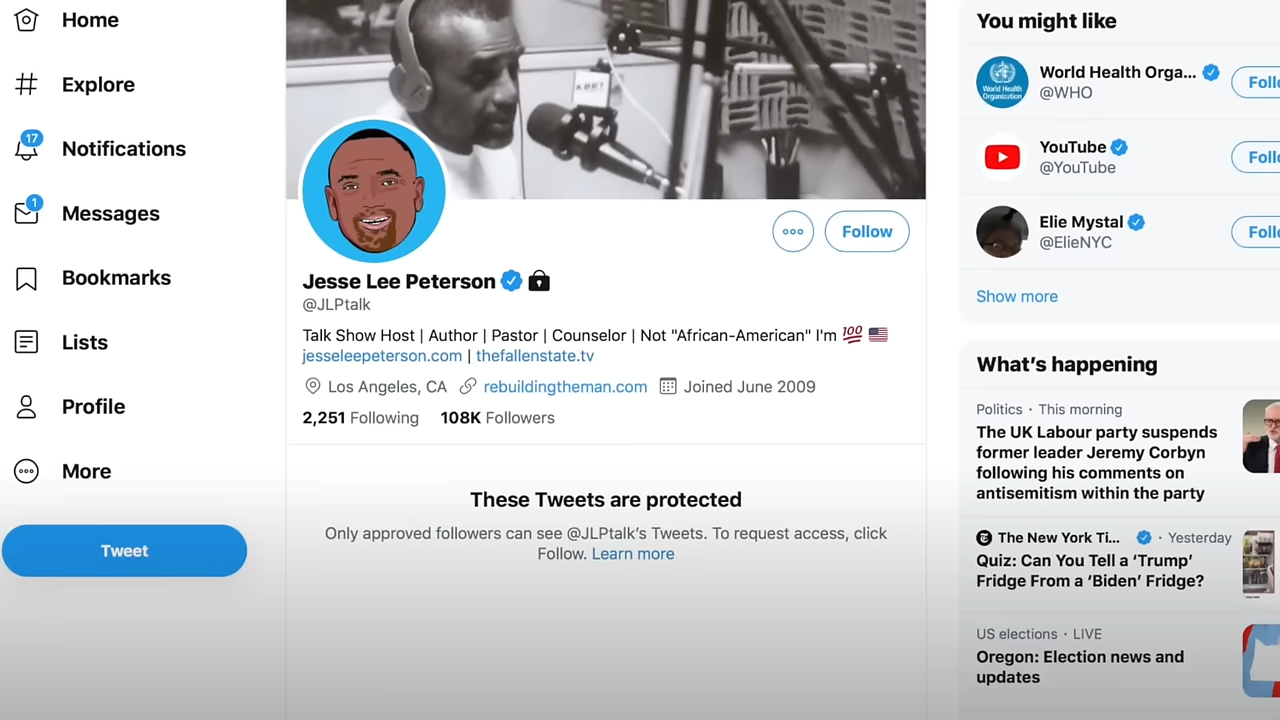 Home
Explore
17
Notifications
1
Messages
Bookmarks
Lists
Profile
More
Tweet
Follow
Jesse Lee Peterson
@JLPtalk
Talk Show Host | Author | Pastor | Counselor | Not "African-American" I'm 💯 🇺🇸
jesseleepeterson.com | thefallenstate.tv
Los Angeles, CA rebuildingtheman.com Joined June 2009
2,251 Following 108K Followers
These Tweets are protected
Only approved followers can see @JLPtalk’s Tweets. To request access, click
Follow. Learn more
You might like
World Health Orga...
@WHO
World Health
Organization
Foll
YouTube
@YouTube
Foll
Elie Mystal
@ElieNYC
Foll
Show more
What’s happening
Politics · This morning
The UK Labour party suspends
former leader Jeremy Corbyn
following his comments on
antisemitism within the party
The New York Ti... · Yesterday
Quiz: Can You Tell a ‘Trump’
Fridge From a ‘Biden’ Fridge?
US elections · LIVE
Oregon: Election news and
updates